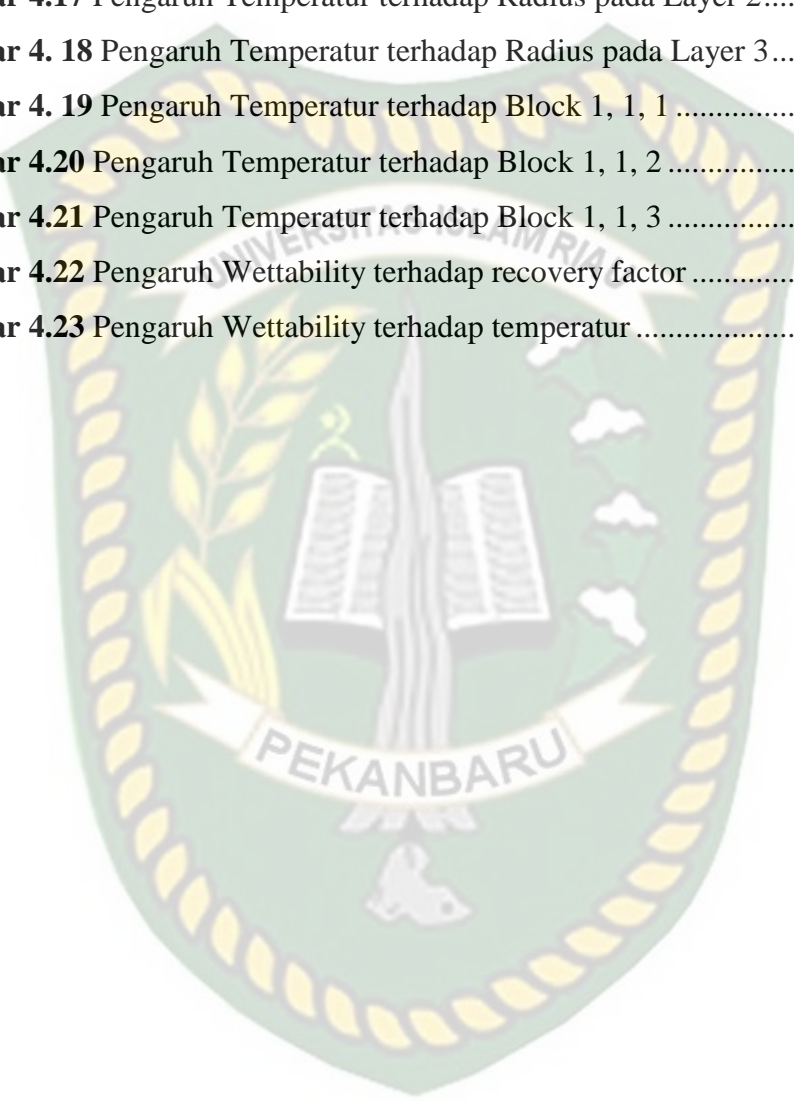 ar 4.17 Pengaruh Temperatur terhadap Radius pada Layer 2....
ar 4. 18 Pengaruh Temperatur terhadap Radius pada Layer 3...
ar 4. 19 Pengaruh Temperatur terhadap Block 1, 1, 1 ...............
ar 4.20 Pengaruh Temperatur terhadap Block 1, 1, 2 ................
ar 4.21 Pengaruh Temperatur terhadap Block 1, 1, 3 ................
ar 4.22 Pengaruh Wettability terhadap recovery factor .............
ar 4.23 Pengaruh Wettability terhadap temperatur ....................
UNIVERSITAS ISLAM RIAU
PEKANBARU